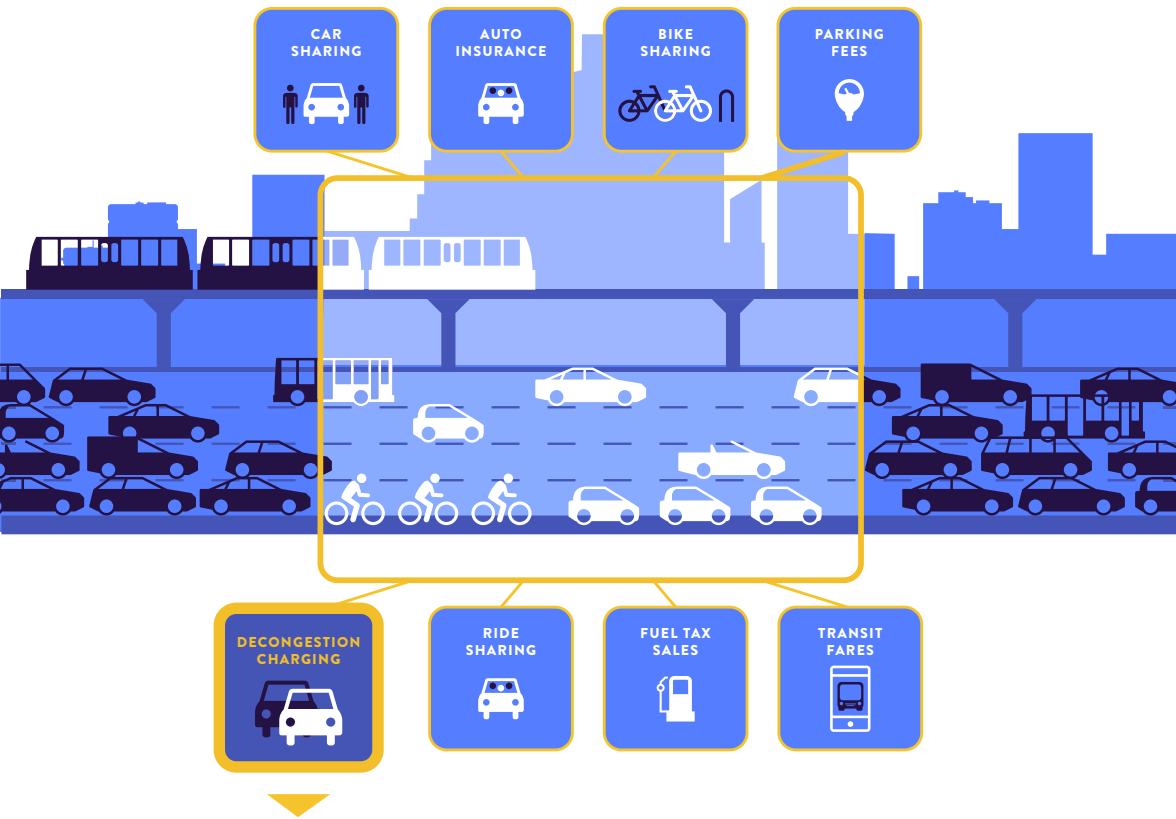 CAR
SHARING
AUTO
INSURANCE
BIKE
SHARING
PARKING
FEES
DECONGESTION
CHARGING
RIDE
SHARING
FUEL TAX
SALES
TRANSIT
FARES